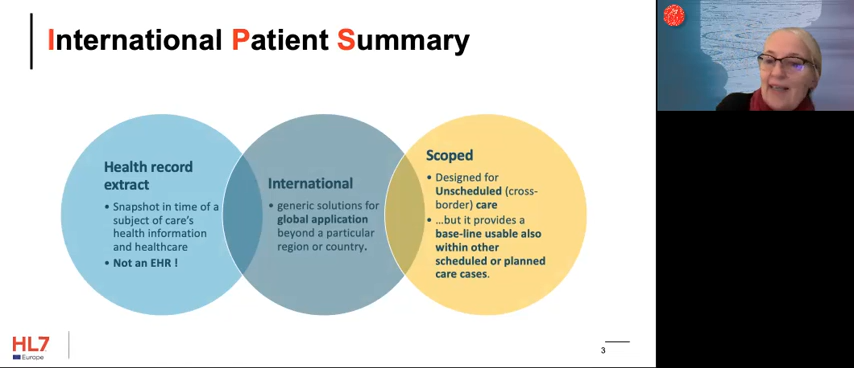 International Patient Summary
Health record
extract
• Snapshot in time of a
subject of care's
health information
and healthcare
• Not an EHR !
International
• generic solutions for
global application
beyond a particular
region or country.
Scoped
• Designed for
Unscheduled (cross-
border) care
• ...but it provides a
base-line usable also
within other
scheduled or planned
care cases.
HL7
Europe
3